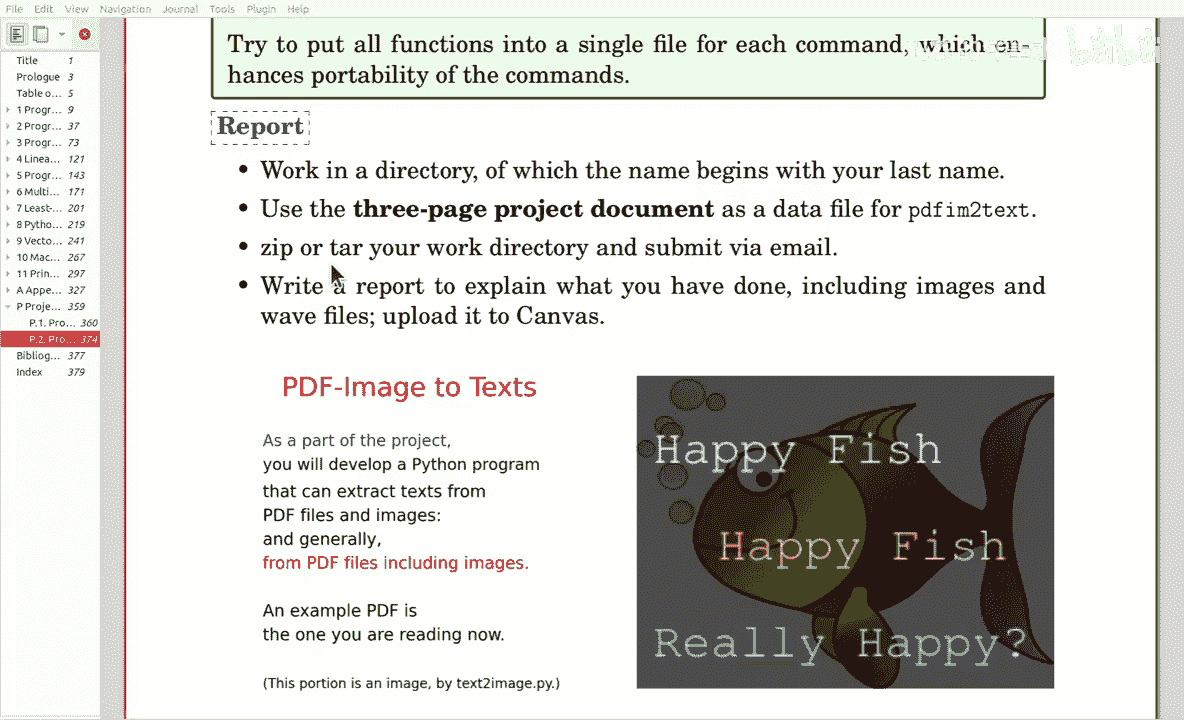 File Edit View Navigation Journal Tools Plugin Help
Title 1
Prologue 3
Table o... 5
1 Progr... 9
2 Progr... 37
3 Progr... 73
4 Linea... 121
5 Progr... 143
6 Multi... 171
7 Least-... 201
8 Pytho... 219
9 Vecto... 241
10 Mac... 267
11 Prin... 297
A Appe... 327
P Proje... 359
P.1. Pro... 360
P.2. Pro... 374
Bibliog... 377
Index 379
Try to put all functions into a single file for each command, which en-
hances portability of the commands.
Report
• Work in a directory, of which the name begins with your last name.
• Use the three-page project document as a data file for pdfim2text.
• zip or tar your work directory and submit via email.
• Write a report to explain what you have done, including images and
wave files; upload it to Canvas.
PDF-Image to Texts
As a part of the project,
you will develop a Python program
that can extract texts from
PDF files and images:
and generally,
from PDF files including images.
An example PDF is
the one you are reading now.
(This portion is an image, by text2image.py.)
Happy Fish
Happy Fish
Really Happy?